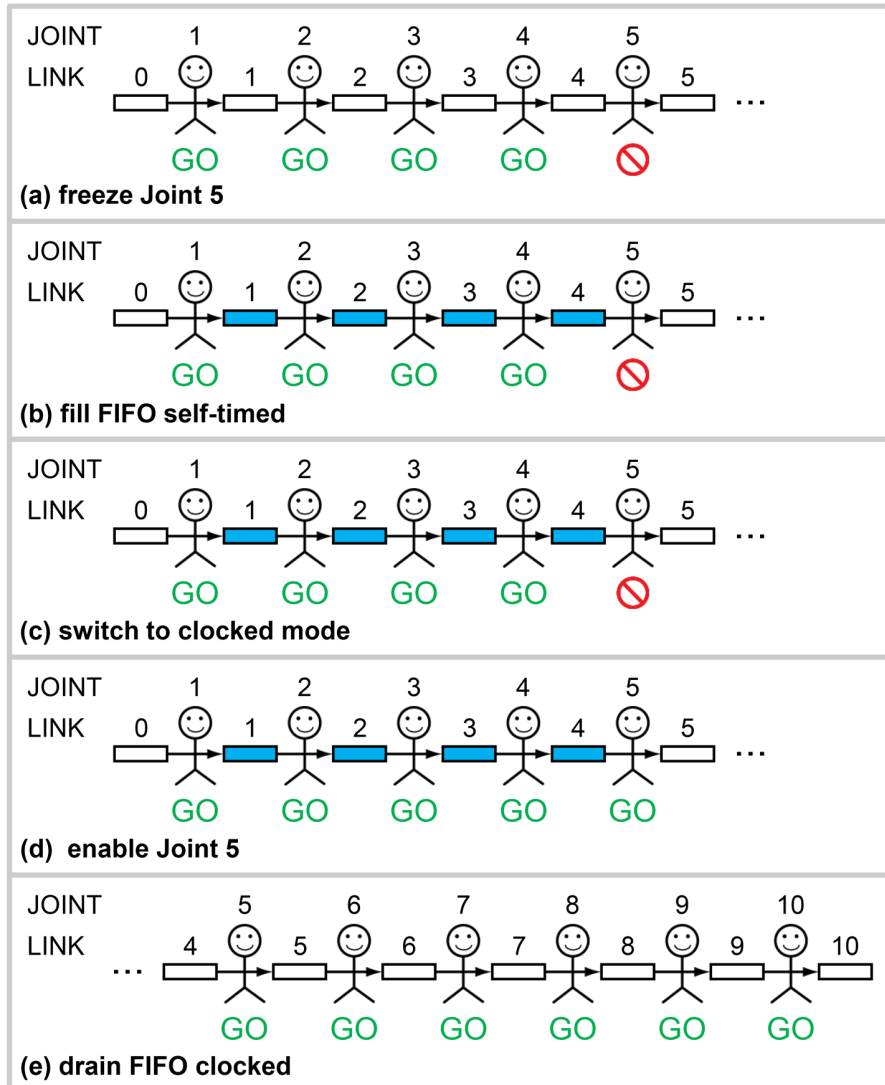 JOINT 1 2 3 4 5
LINK 0 1 2 3 4 5 ...
GO GO GO GO
(a) freeze Joint 5
JOINT 1 2 3 4 5
LINK 0 1 2 3 4 5 ...
GO GO GO GO
(b) fill FIFO self-timed
JOINT 1 2 3 4 5
LINK 0 1 2 3 4 5 ...
GO GO GO GO
(c) switch to clocked mode
JOINT 1 2 3 4 5
LINK 0 1 2 3 4 5 ...
GO GO GO GO GO
(d) enable Joint 5
JOINT 5 6 7 8 9 10
LINK ... 4 5 6 7 8 9 10
GO GO GO GO GO GO
(e) drain FIFO clocked